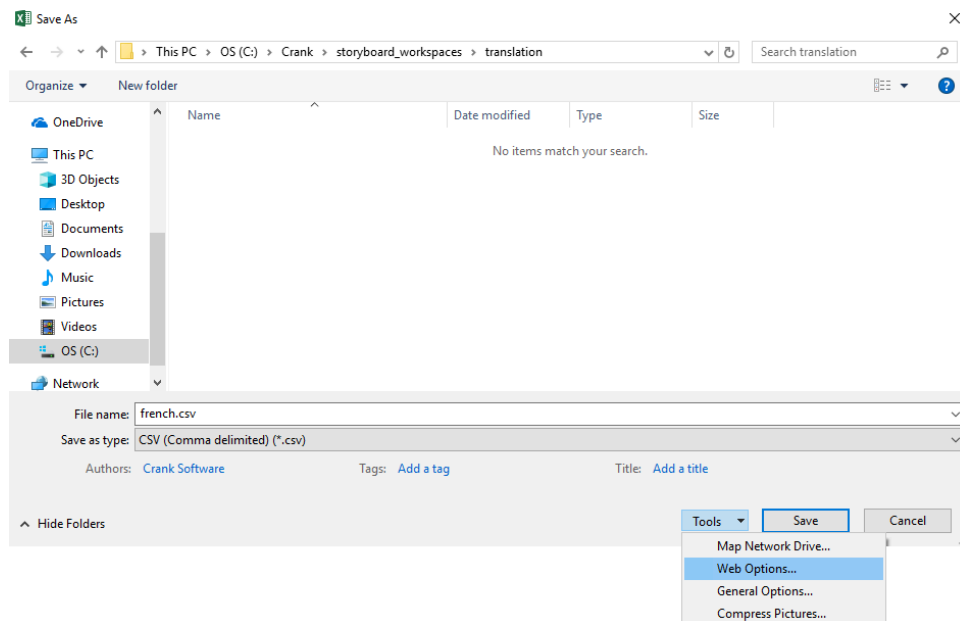 Save As
This PC > OS (C:) > Crank > storyboard_workspaces > translation
Search translation
Organize
New folder
Name
Date modified
Type
Size
No items match your search.
OneDrive
This PC
3D Objects
Desktop
Documents
Downloads
Music
Pictures
Videos
OS (C:)
Network
File name: french.csv
Save as type: CSV (Comma delimited) (*.csv)
Authors: Crank Software Tags: Add a tag Title: Add a title
Hide Folders
Tools Save Cancel
Map Network Drive...
Web Options...
General Options...
Compress Pictures...